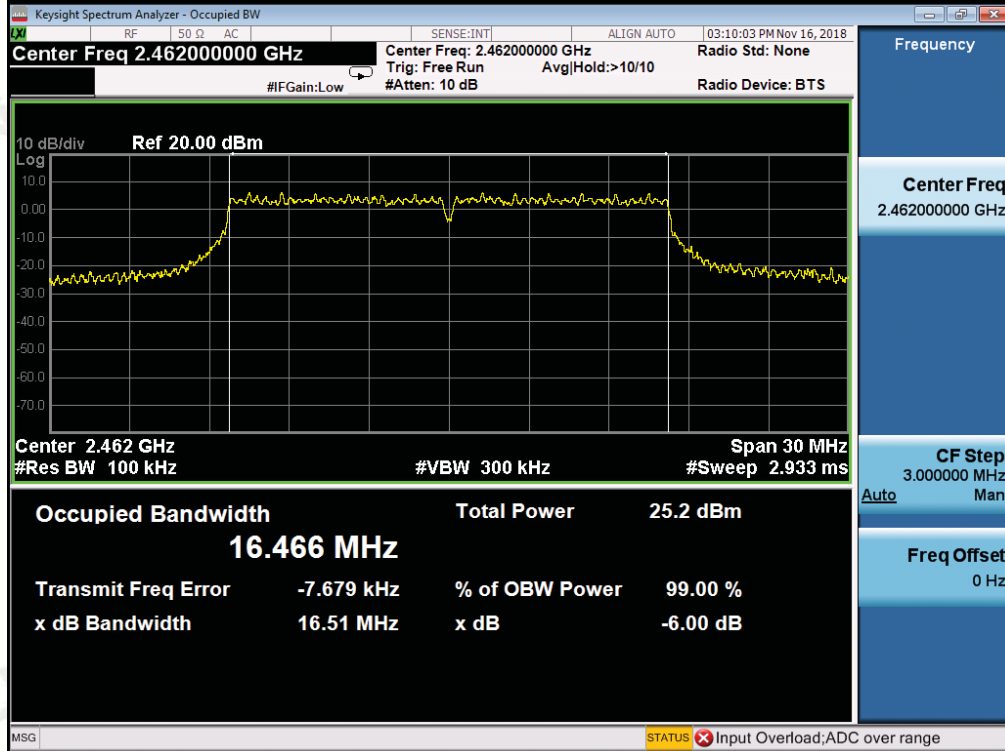 Keysight Spectrum Analyzer - Occupied BW
LXI RF 50 Ω AC SENSE:INT ALIGN AUTO 03:10:03 PM Nov 16, 2018
Center Freq 2.462000000 GHz
#IFGain:Low
Center Freq: 2.462000000 GHz
Trig: Free Run Avg|Hold:>10/10
#Atten: 10 dB
Radio Std: None
Radio Device: BTS
10 dB/div Ref 20.00 dBm
Log
10.0
0.00
-10.0
-20.0
-30.0
-40.0
-50.0
-60.0
-70.0
Center 2.462 GHz Span 30 MHz
#Res BW 100 kHz #VBW 300 kHz #Sweep 2.933 ms
Occupied Bandwidth Total Power 25.2 dBm
16.466 MHz
Transmit Freq Error -7.679 kHz % of OBW Power 99.00 %
x dB Bandwidth 16.51 MHz x dB -6.00 dB
Frequency
Center Freq
2.462000000 GHz
CF Step
3.000000 MHz
Auto Man
Freq Offset
0 Hz
MSG STATUS Input Overload;ADC over range